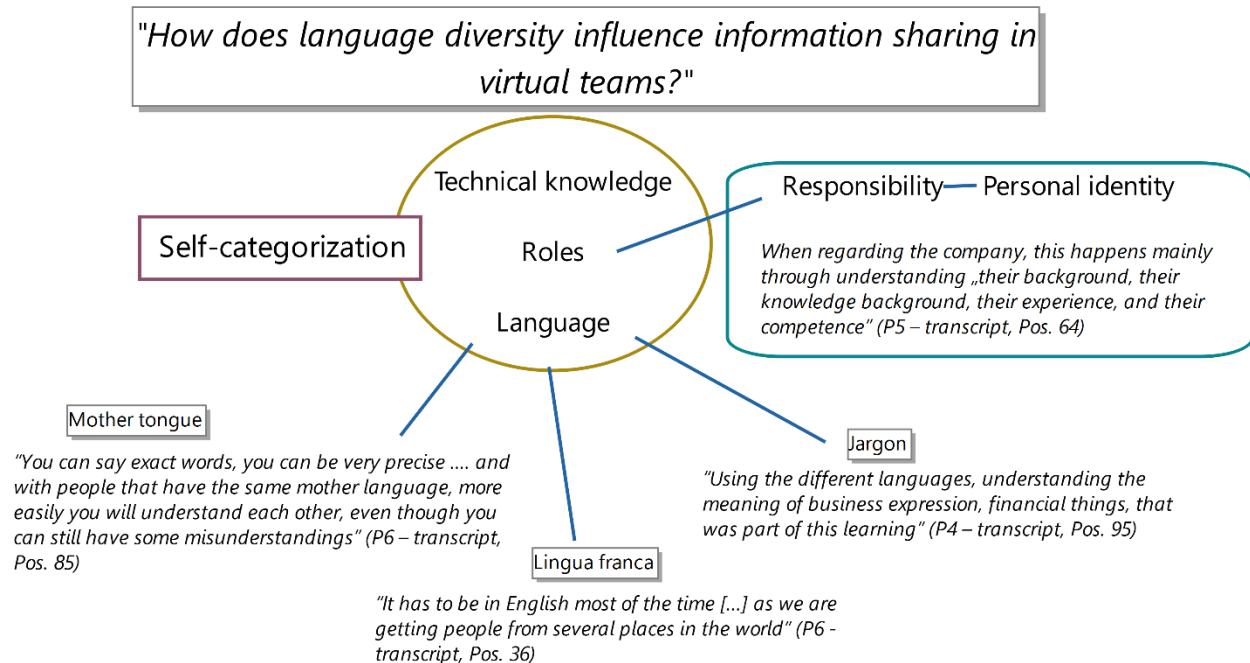 "How does language diversity influence information sharing in
virtual teams?"
Technical knowledge
Self-categorization
Roles
Language
Responsibility
Personal identity
When regarding the company, this happens mainly
through understanding „their background, their
knowledge background, their experience, and their
competence” (P5 – transcript, Pos. 64)
Mother tongue
“You can say exact words, you can be very precise .... and
with people that have the same mother language, more
easily you will understand each other, even though you
can still have some misunderstandings” (P6 – transcript,
Pos. 85)
Jargon
“Using the different languages, understanding the
meaning of business expression, financial things, that
was part of this learning” (P4 – transcript, Pos. 95)
Lingua franca
“It has to be in English most of the time [...] as we are
getting people from several places in the world” (P6 -
transcript, Pos. 36)